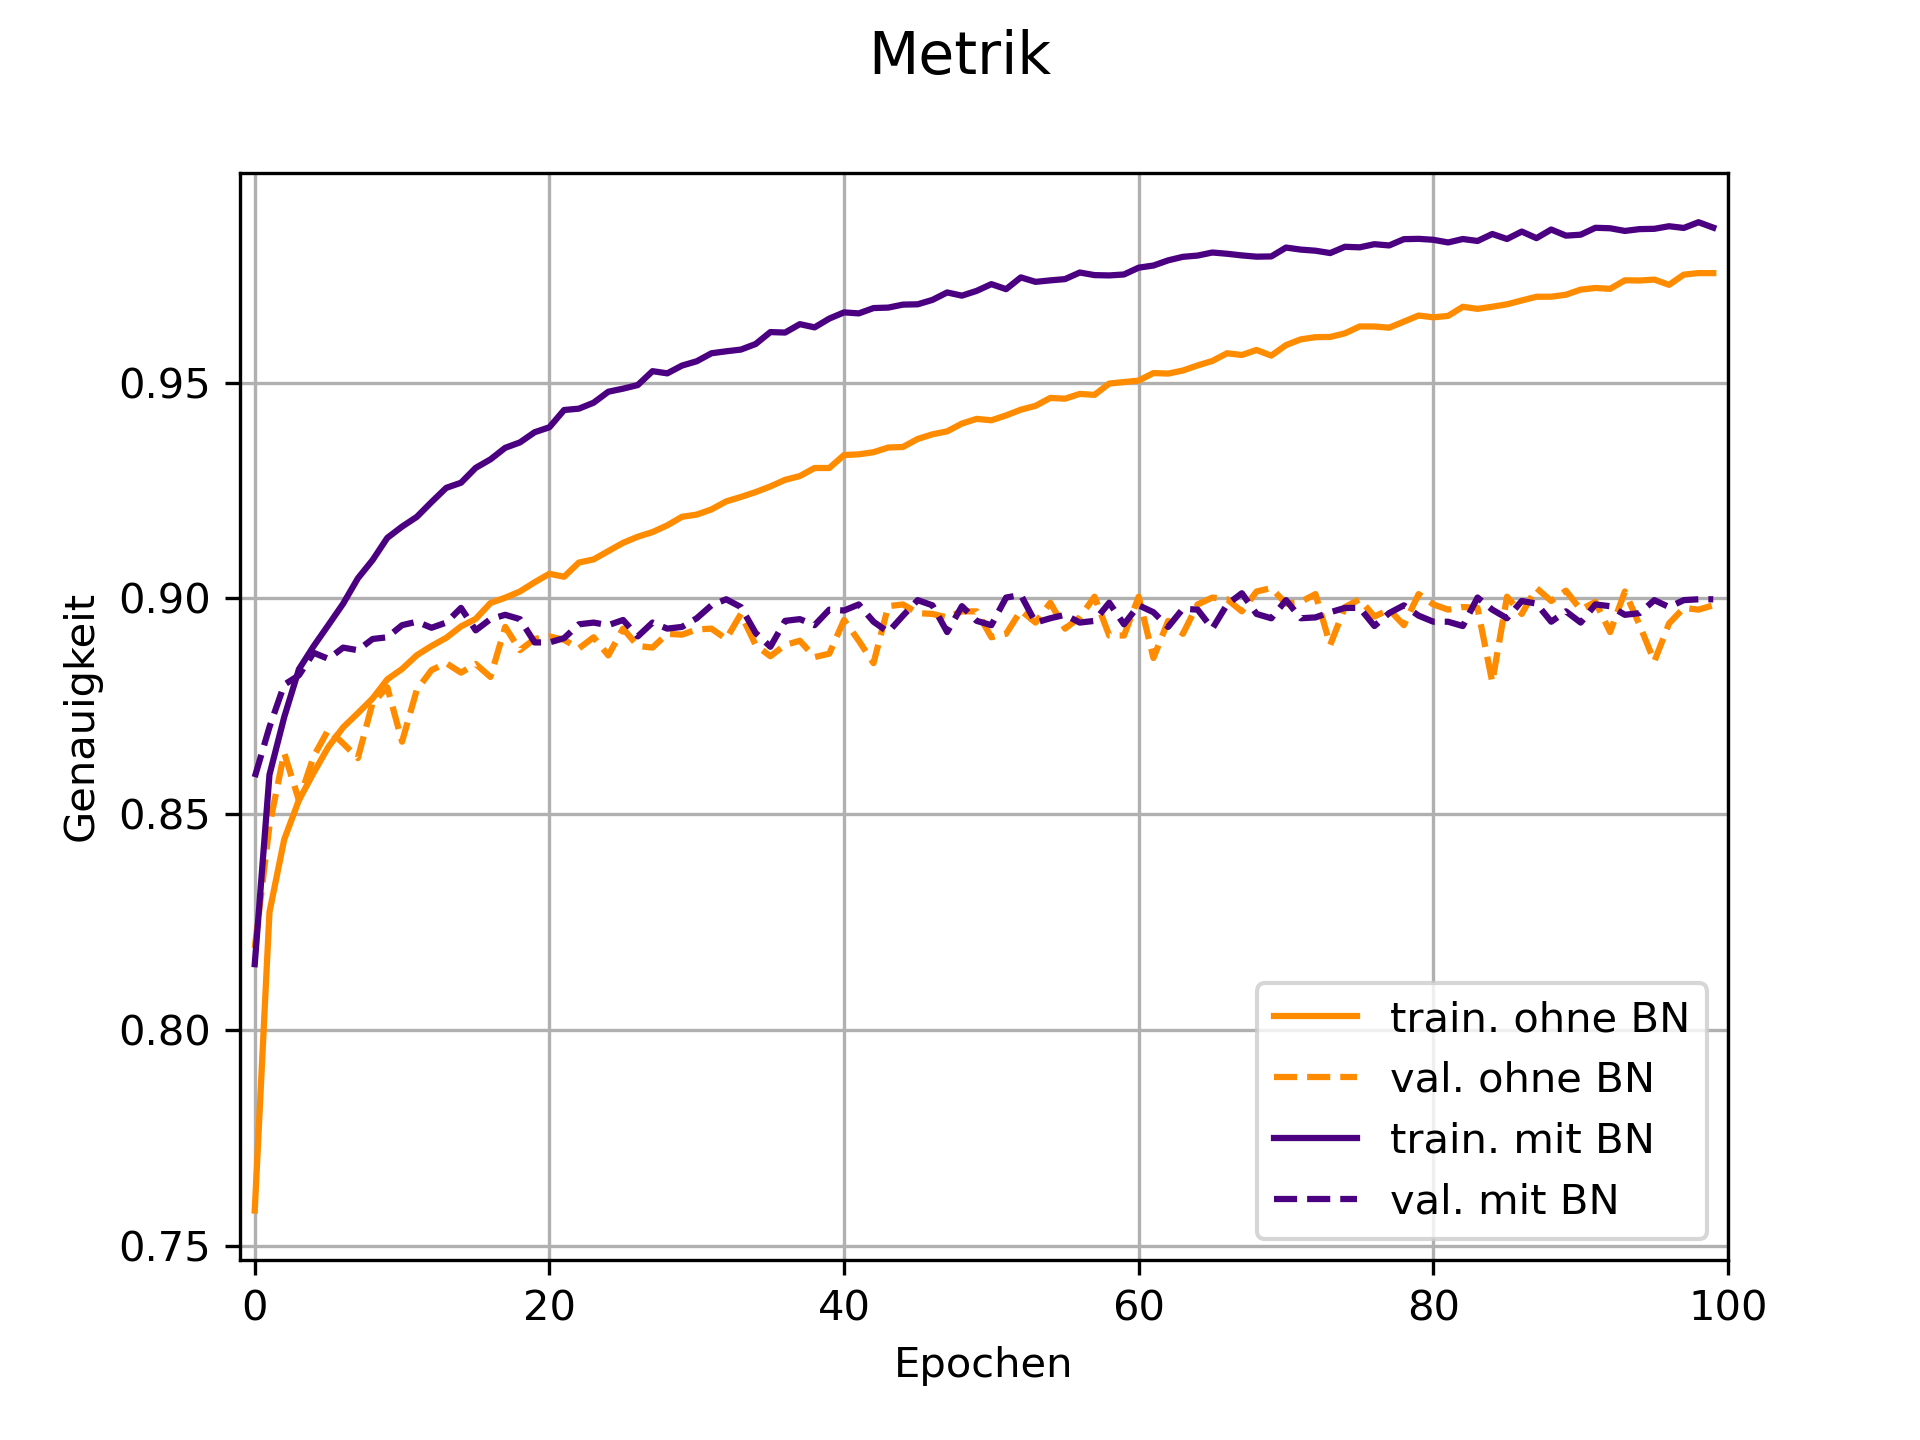 Metrik
Genauigkeit
0.95
0.90
0.85
0.80
0.75
0 20 40 60 80 100
Epochen
train. ohne BN
val. ohne BN
train. mit BN
val. mit BN